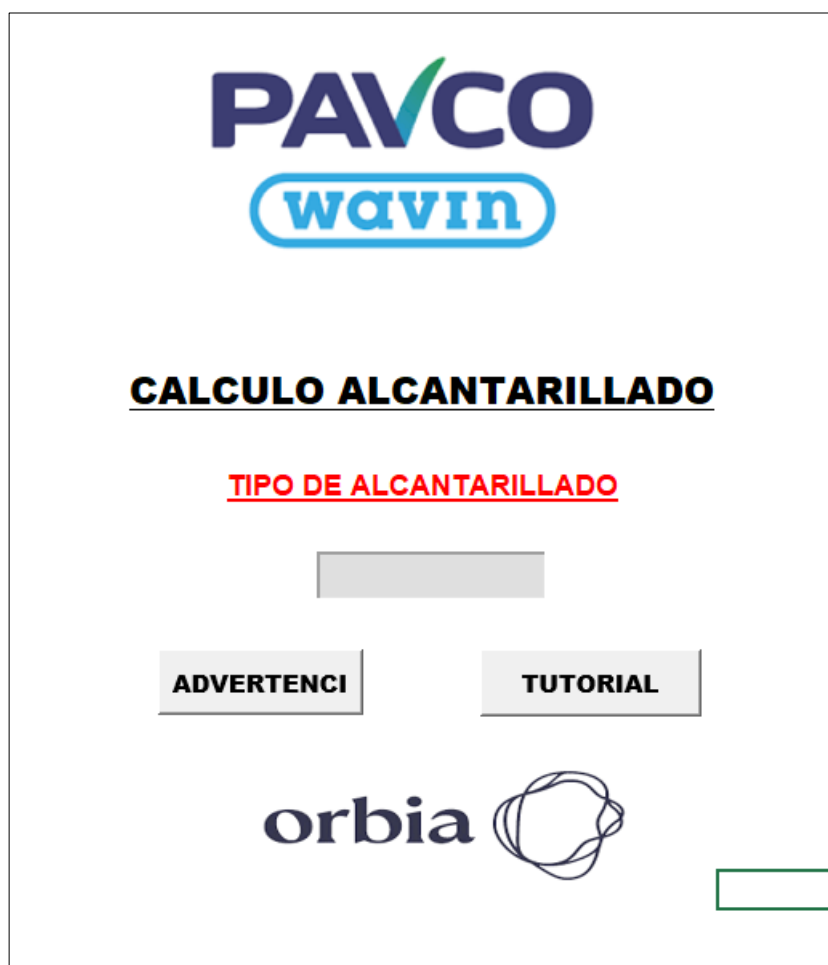 PAVCO
wavin
CALCULO ALCANTARILLADO
TIPO DE ALCANTARILLADO
ADVERTENCI
TUTORIAL
orbia